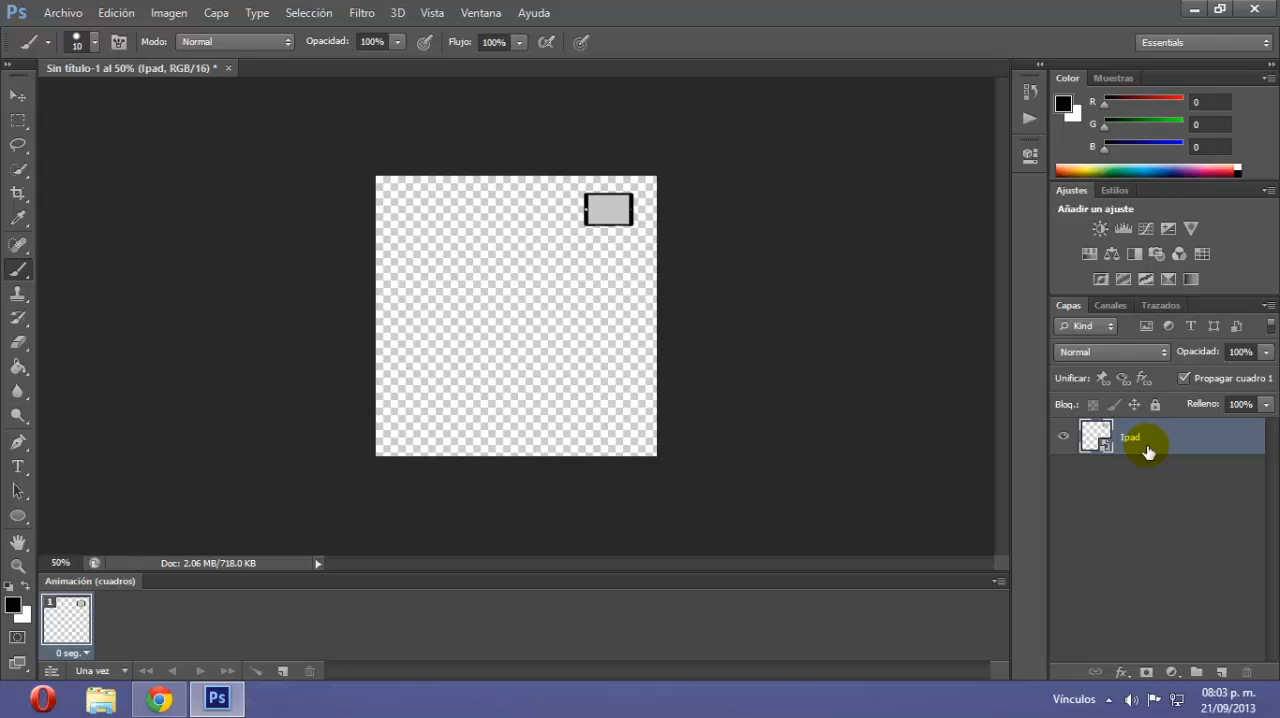 Ps Archivo Edición Imagen Capa Type Selección Filtro 3D Vista Ventana Ayuda
10 Modo: Normal Opacidad: 100% Flujo: 100% Essentials
Sin título-1 al 50% (Ipad, RGB/16) * ×
Color Muestras
R 0
G 0
B 0
Ajustes Estilos
Añadir un ajuste
Capas Canales Trazados
Kind
Normal Opacidad: 100%
Unificar: Propagar cuadro 1
Bloq.: Relleno: 100%
Ipad
50% Doc: 2.06 MB/718.0 KB
Animación (cuadros)
1
0 seg.
Una vez
Ps Vínculos 08:03 p. m.
21/09/2013